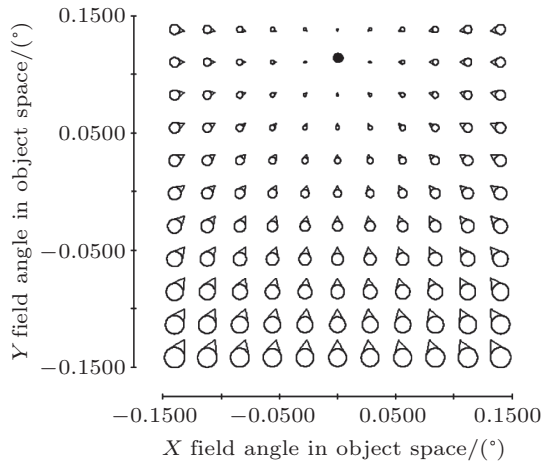 0.1500
0.0500
−0.0500
−0.1500
Y field angle in object space/(°)
−0.1500 −0.0500 0.0500 0.1500
X field angle in object space/(°)